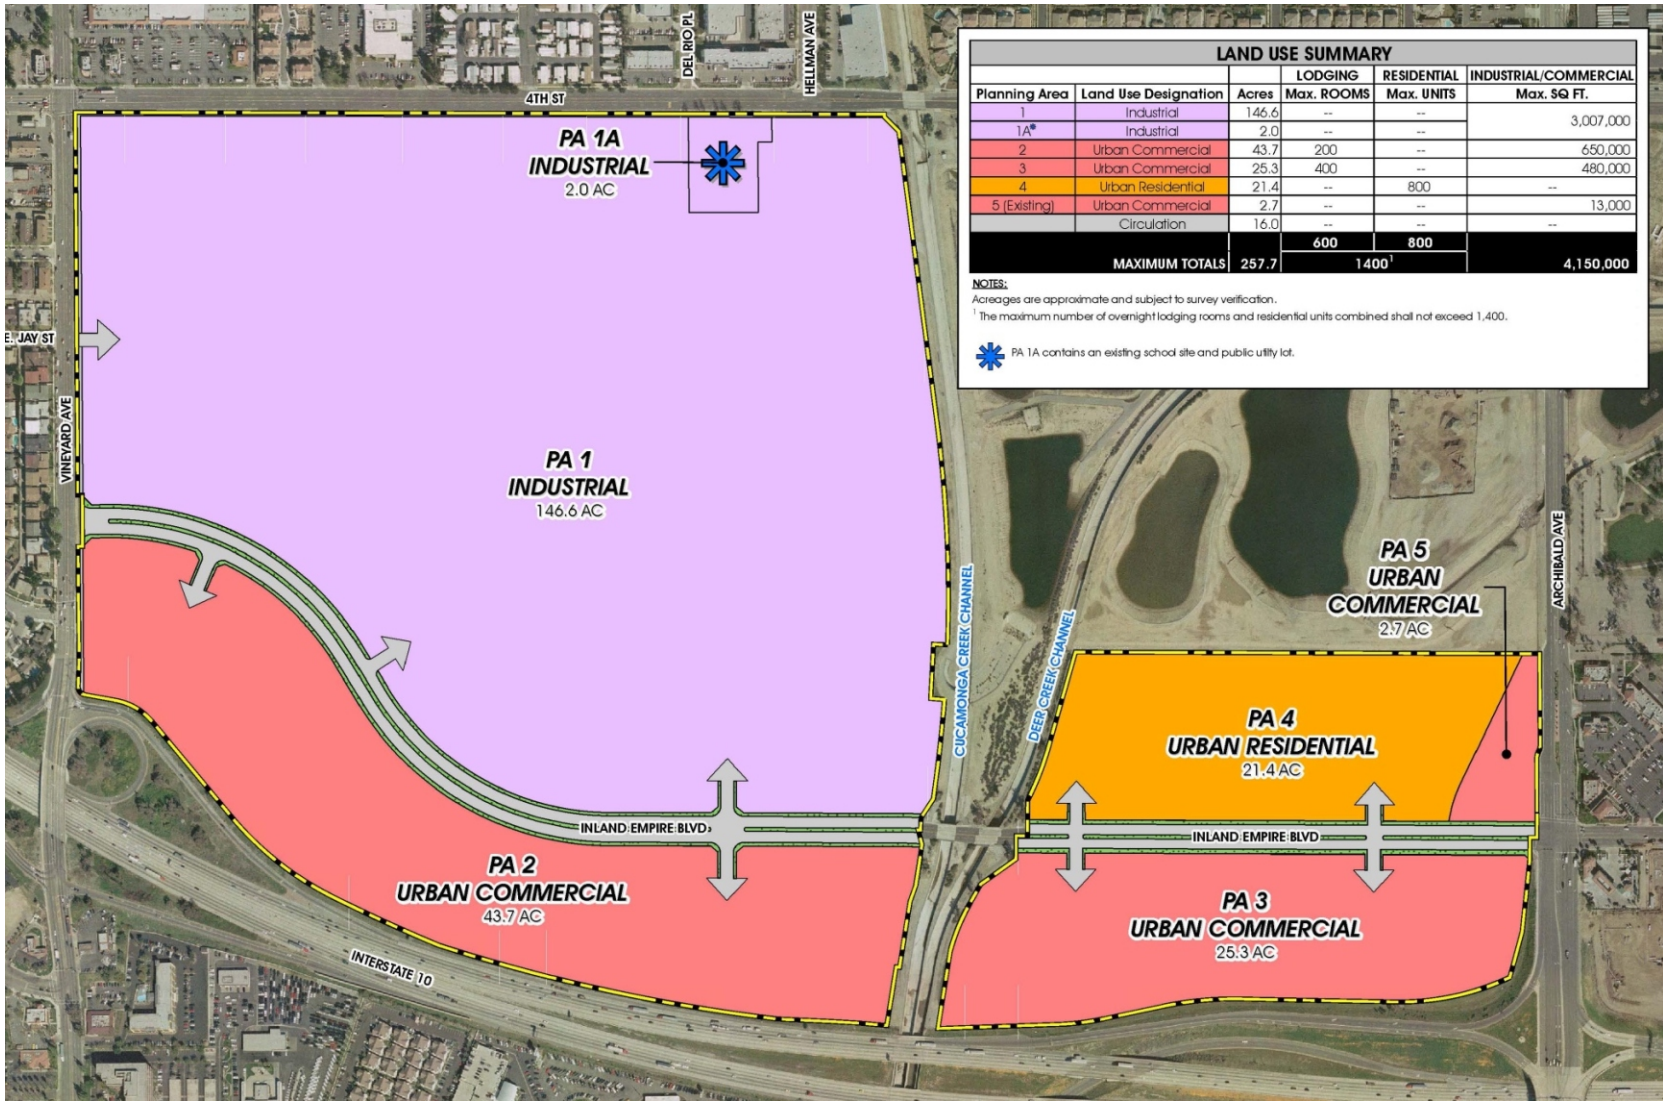 DEL RIO PL
HELLMAN AVE
4TH ST
PA 1A
INDUSTRIAL
2.0 AC
E. JAY ST
VINEYARD AVE
PA 1
INDUSTRIAL
146.6 AC
LAND USE SUMMARY
LODGING RESIDENTIAL INDUSTRIAL/COMMERCIAL
Planning Area Land Use Designation Acres Max. ROOMS Max. UNITS Max. SQ FT.
1 Industrial 146.6 -- -- 3,007,000
1A* Industrial 2.0 -- --
2 Urban Commercial 43.7 200 -- 650,000
3 Urban Commercial 25.3 400 -- 480,000
4 Urban Residential 21.4 -- 800 --
5 (Existing) Urban Commercial 2.7 -- -- 13,000
Circulation 16.0 -- -- --
600 800
MAXIMUM TOTALS 257.7 1400¹ 4,150,000
NOTES:
Acreages are approximate and subject to survey verification.
¹ The maximum number of overnight lodging rooms and residential units combined shall not exceed 1,400.
PA 1A contains an existing school site and public utility lot.
CUCAMONGA CREEK CHANNEL
DEER CREEK CHANNEL
ARCHIBALD AVE
PA 5
URBAN
COMMERCIAL
2.7 AC
PA 4
URBAN RESIDENTIAL
21.4 AC
INLAND EMPIRE BLVD
INLAND EMPIRE BLVD
PA 2
URBAN COMMERCIAL
43.7 AC
PA 3
URBAN COMMERCIAL
25.3 AC
INTERSTATE 10